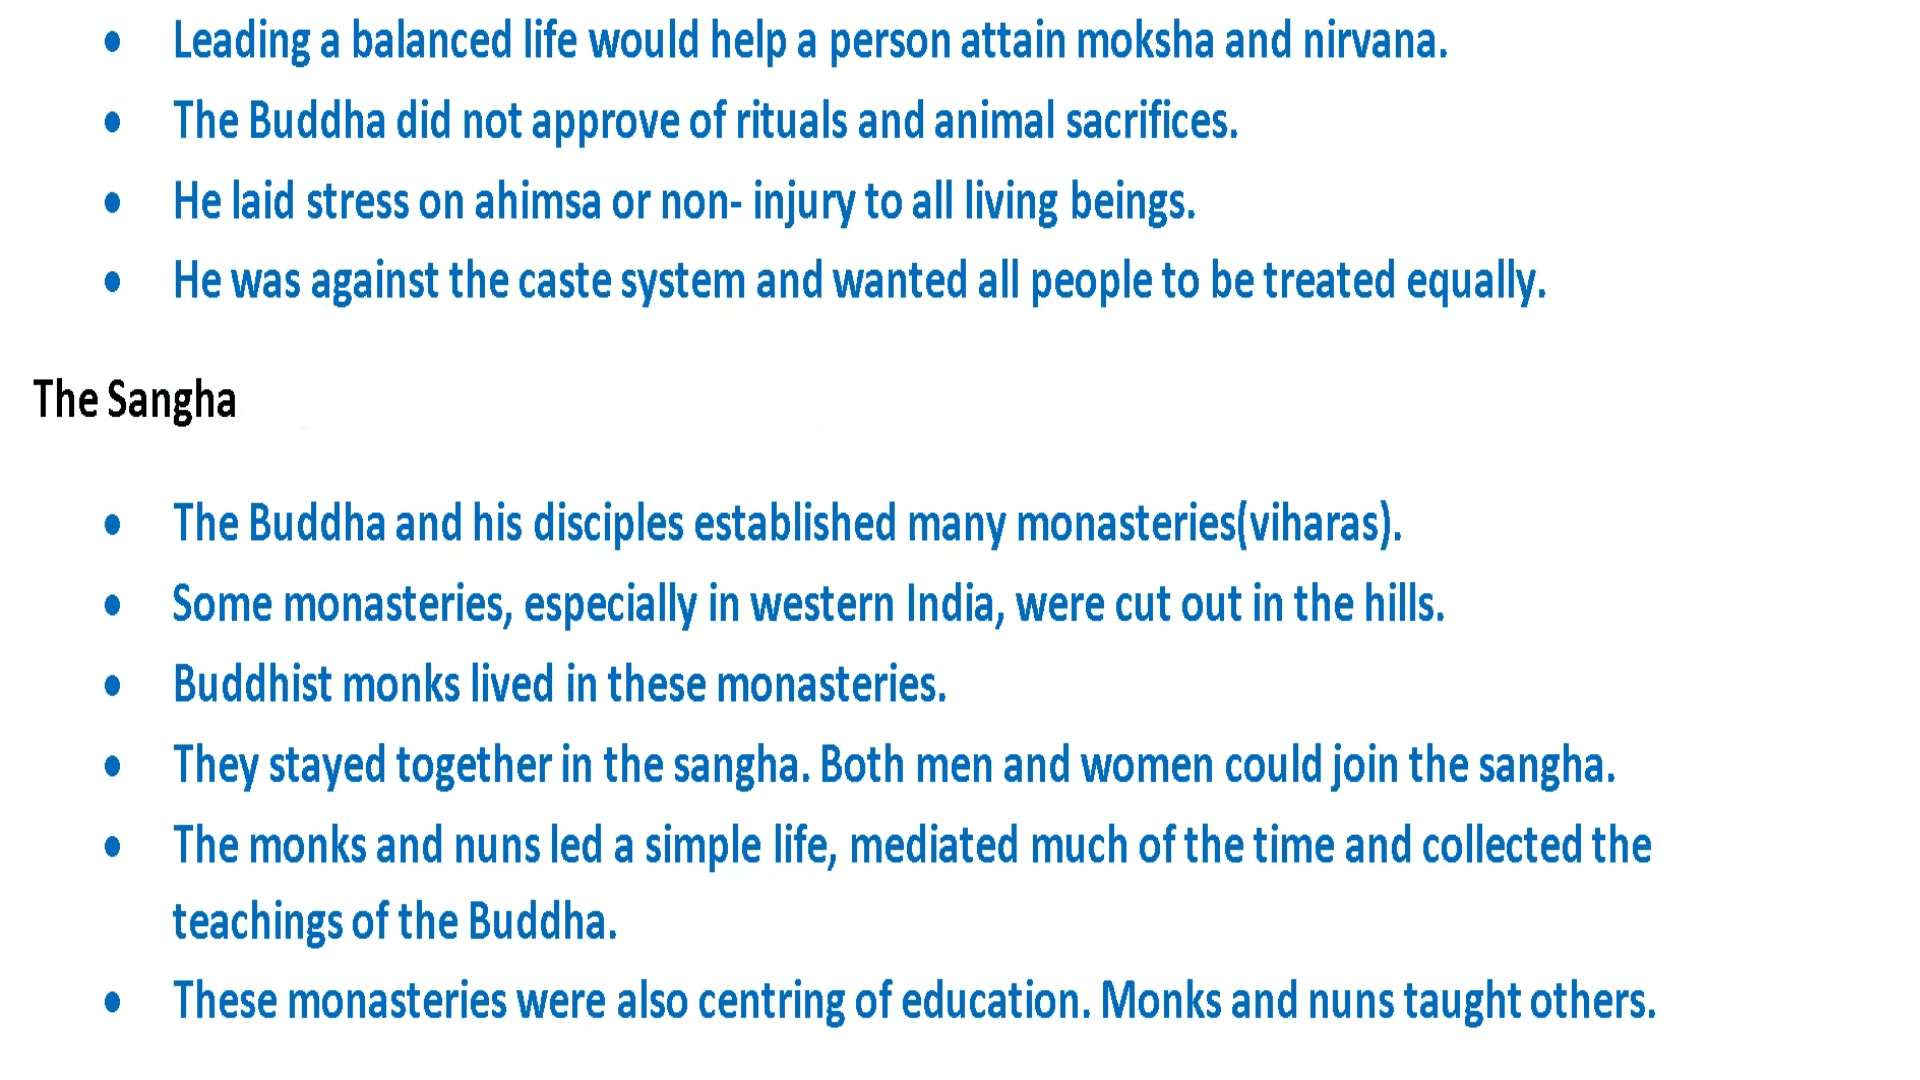 • Leading a balanced life would help a person attain moksha and nirvana.
• The Buddha did not approve of rituals and animal sacrifices.
• He laid stress on ahimsa or non- injury to all living beings.
• He was against the caste system and wanted all people to be treated equally.
The Sangha
• The Buddha and his disciples established many monasteries(viharas).
• Some monasteries, especially in western India, were cut out in the hills.
• Buddhist monks lived in these monasteries.
• They stayed together in the sangha. Both men and women could join the sangha.
• The monks and nuns led a simple life, mediated much of the time and collected the
teachings of the Buddha.
• These monasteries were also centring of education. Monks and nuns taught others.